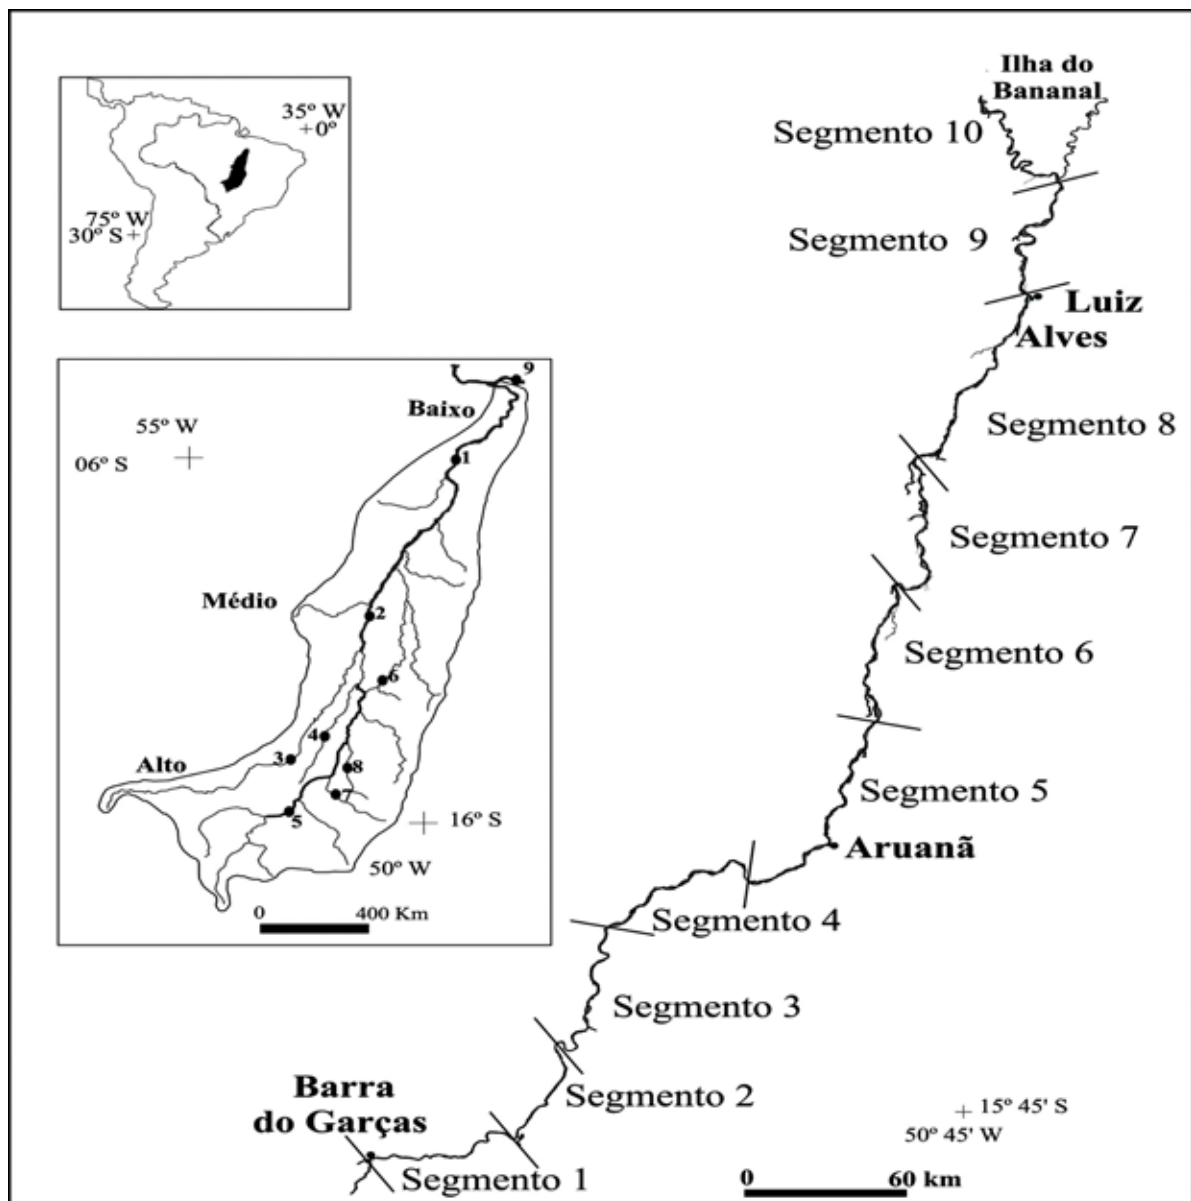 Ilha do
Bananal
35º W
+0º
Segmento 10
75º W
30º S+
Segmento 9
Luiz
Alves
9
Baixo
55º W
06º S
1
Segmento 8
Segmento 7
Médio
2
Segmento 6
6
4
3
Alto
8
7
5
16º S
50º W
0 400 Km
Segmento 5
Aruanã
Segmento 4
Segmento 3
Barra
do Garças
Segmento 2
15º 45' S
50º 45' W
Segmento 1
0 60 km